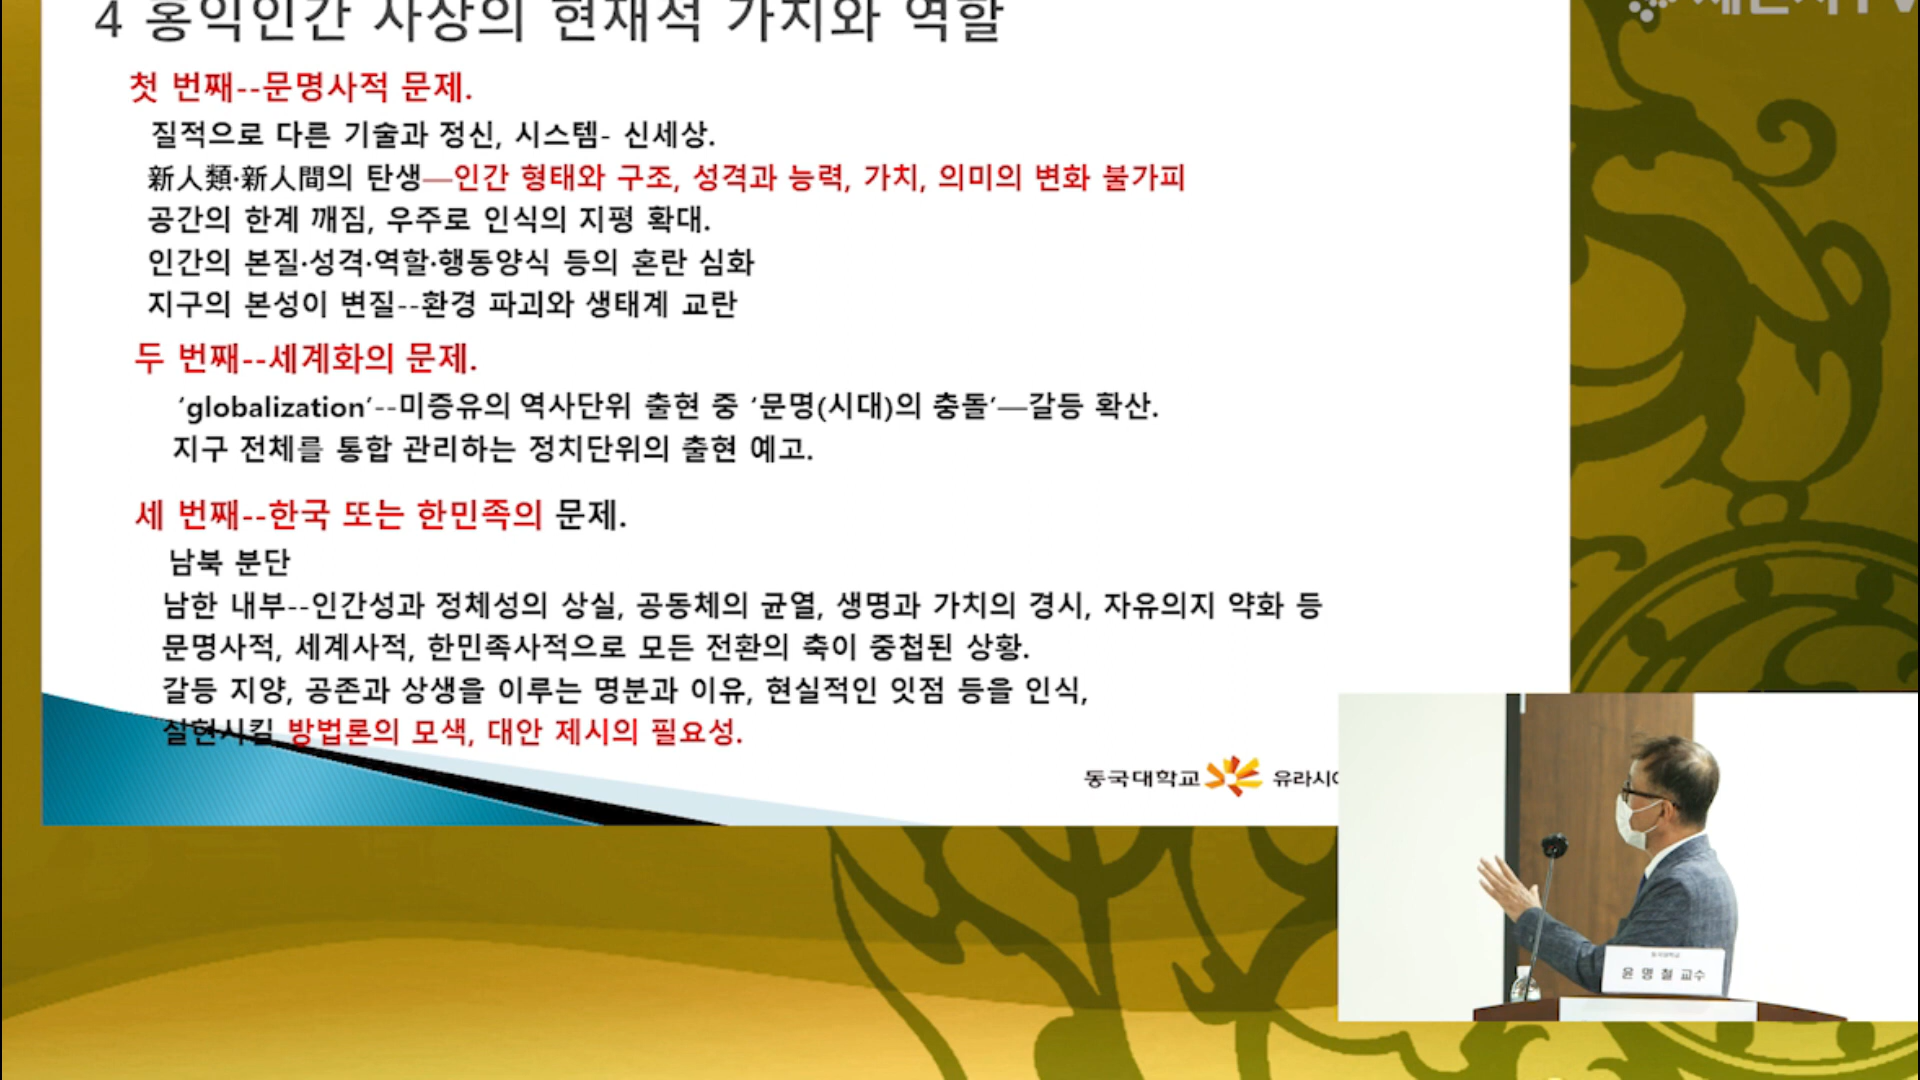 4 홍익인간 사상의 현재적 가치와 역할
첫 번째--문명사적 문제.
질적으로 다른 기술과 정신, 시스템- 신세상.
新人類·新人間의 탄생—인간 형태와 구조, 성격과 능력, 가치, 의미의 변화 불가피
공간의 한계 깨짐, 우주로 인식의 지평 확대.
인간의 본질·성격·역할·행동양식 등의 혼란 심화
지구의 본성이 변질--환경 파괴와 생태계 교란
두 번째--세계화의 문제.
‘globalization’--미증유의 역사단위 출현 중 ‘문명(시대)의 충돌’—갈등 확산.
지구 전체를 통합 관리하는 정치단위의 출현 예고.
세 번째--한국 또는 한민족의 문제.
남북 분단
남한 내부--인간성과 정체성의 상실, 공동체의 균열, 생명과 가치의 경시, 자유의지 약화 등
문명사적, 세계사적, 한민족사적으로 모든 전환의 축이 중첩된 상황.
갈등 지양, 공존과 상생을 이루는 명분과 이유, 현실적인 잇점 등을 인식,
실현시킬 방법론의 모색, 대안 제시의 필요성.
동국대학교 유라시아
동국대학교
윤 명 철 교수